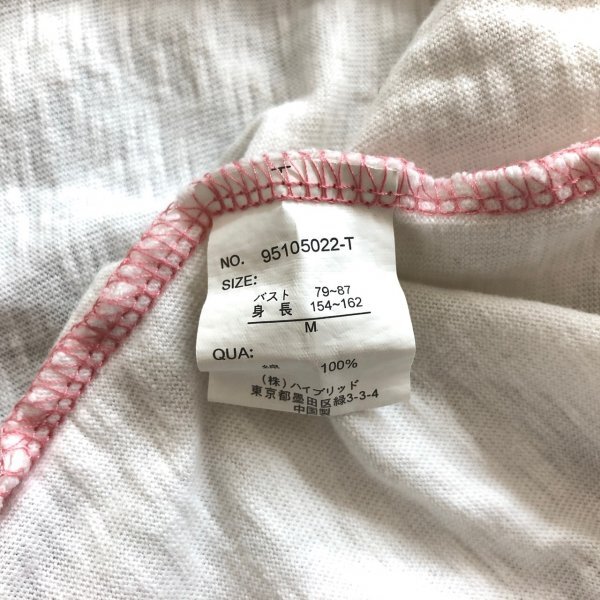 NO. 95105022-T
SIZE:
バスト 79~87
身長 154~162
M
QUA:
100%
(株)ハイブリッド
東京都墨田区緑3-3-4
中国製